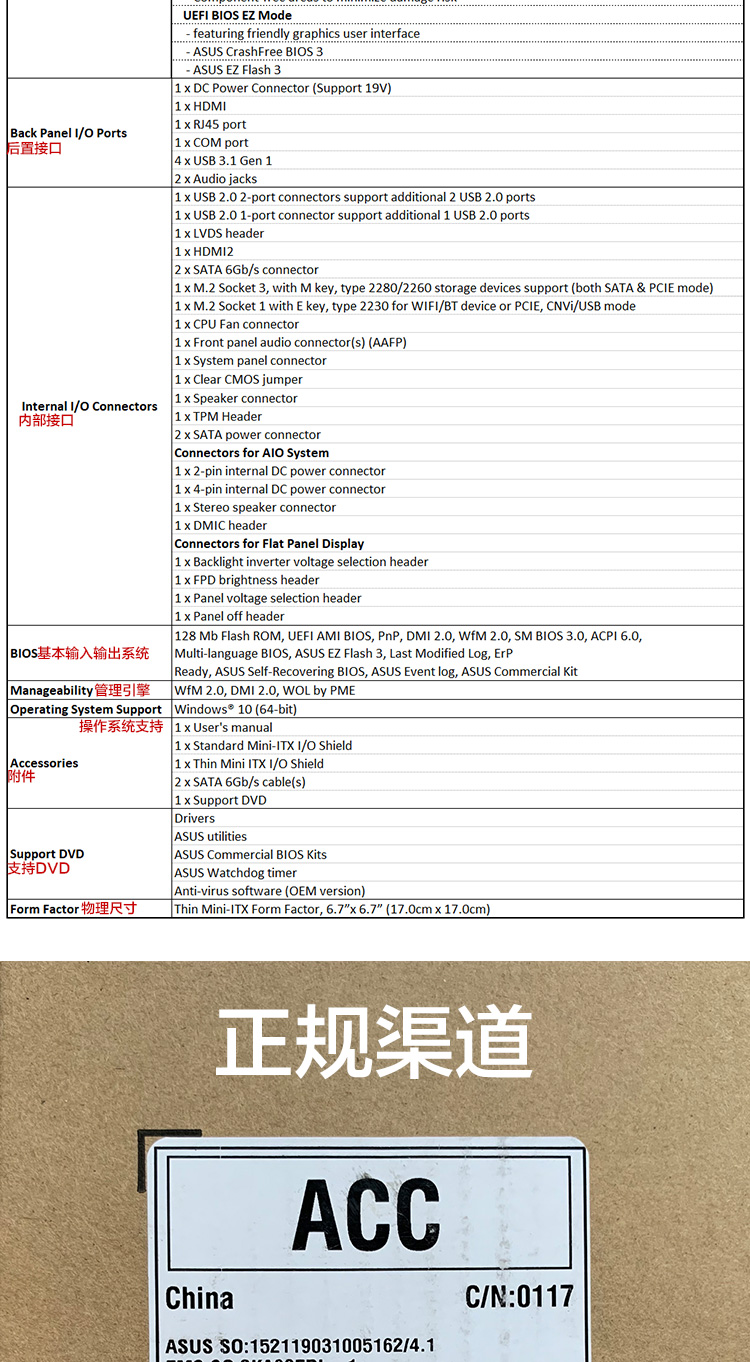 UEFI BIOS EZ Mode
- featuring friendly graphics user interface
- ASUS CrashFree BIOS 3
- ASUS EZ Flash 3
Back Panel I/O Ports
后置接口
1 x DC Power Connector (Support 19V)
1 x HDMI
1 x RJ45 port
1 x COM port
4 x USB 3.1 Gen 1
2 x Audio jacks
Internal I/O Connectors
内部接口
1 x USB 2.0 2-port connectors support additional 2 USB 2.0 ports
1 x USB 2.0 1-port connector support additional 1 USB 2.0 ports
1 x LVDS header
1 x HDMI2
2 x SATA 6Gb/s connector
1 x M.2 Socket 3, with M key, type 2280/2260 storage devices support (both SATA & PCIE mode)
1 x M.2 Socket 1 with E key, type 2230 for WIFI/BT device or PCIE, CNVi/USB mode
1 x CPU Fan connector
1 x Front panel audio connector(s) (AAFP)
1 x System panel connector
1 x Clear CMOS jumper
1 x Speaker connector
1 x TPM Header
2 x SATA power connector
Connectors for AIO System
1 x 2-pin internal DC power connector
1 x 4-pin internal DC power connector
1 x Stereo speaker connector
1 x DMIC header
Connectors for Flat Panel Display
1 x Backlight inverter voltage selection header
1 x FPD brightness header
1 x Panel voltage selection header
1 x Panel off header
BIOS基本输入输出系统
128 Mb Flash ROM, UEFI AMI BIOS, PnP, DMI 2.0, WfM 2.0, SM BIOS 3.0, ACPI 6.0,
Multi-language BIOS, ASUS EZ Flash 3, Last Modified Log, ErP
Ready, ASUS Self-Recovering BIOS, ASUS Event log, ASUS Commercial Kit
Manageability管理引擎
WfM 2.0, DMI 2.0, WOL by PME
Operating System Support
操作系统支持
Windows® 10 (64-bit)
Accessories
附件
1 x User's manual
1 x Standard Mini-ITX I/O Shield
1 x Thin Mini ITX I/O Shield
2 x SATA 6Gb/s cable(s)
1 x Support DVD
Support DVD
支持DVD
Drivers
ASUS utilities
ASUS Commercial BIOS Kits
ASUS Watchdog timer
Anti-virus software (OEM version)
Form Factor 物理尺寸
Thin Mini-ITX Form Factor, 6.7”x 6.7” (17.0cm x 17.0cm)
正规渠道
ACC
China C/N:0117
ASUS SO:152119031005162/4.1